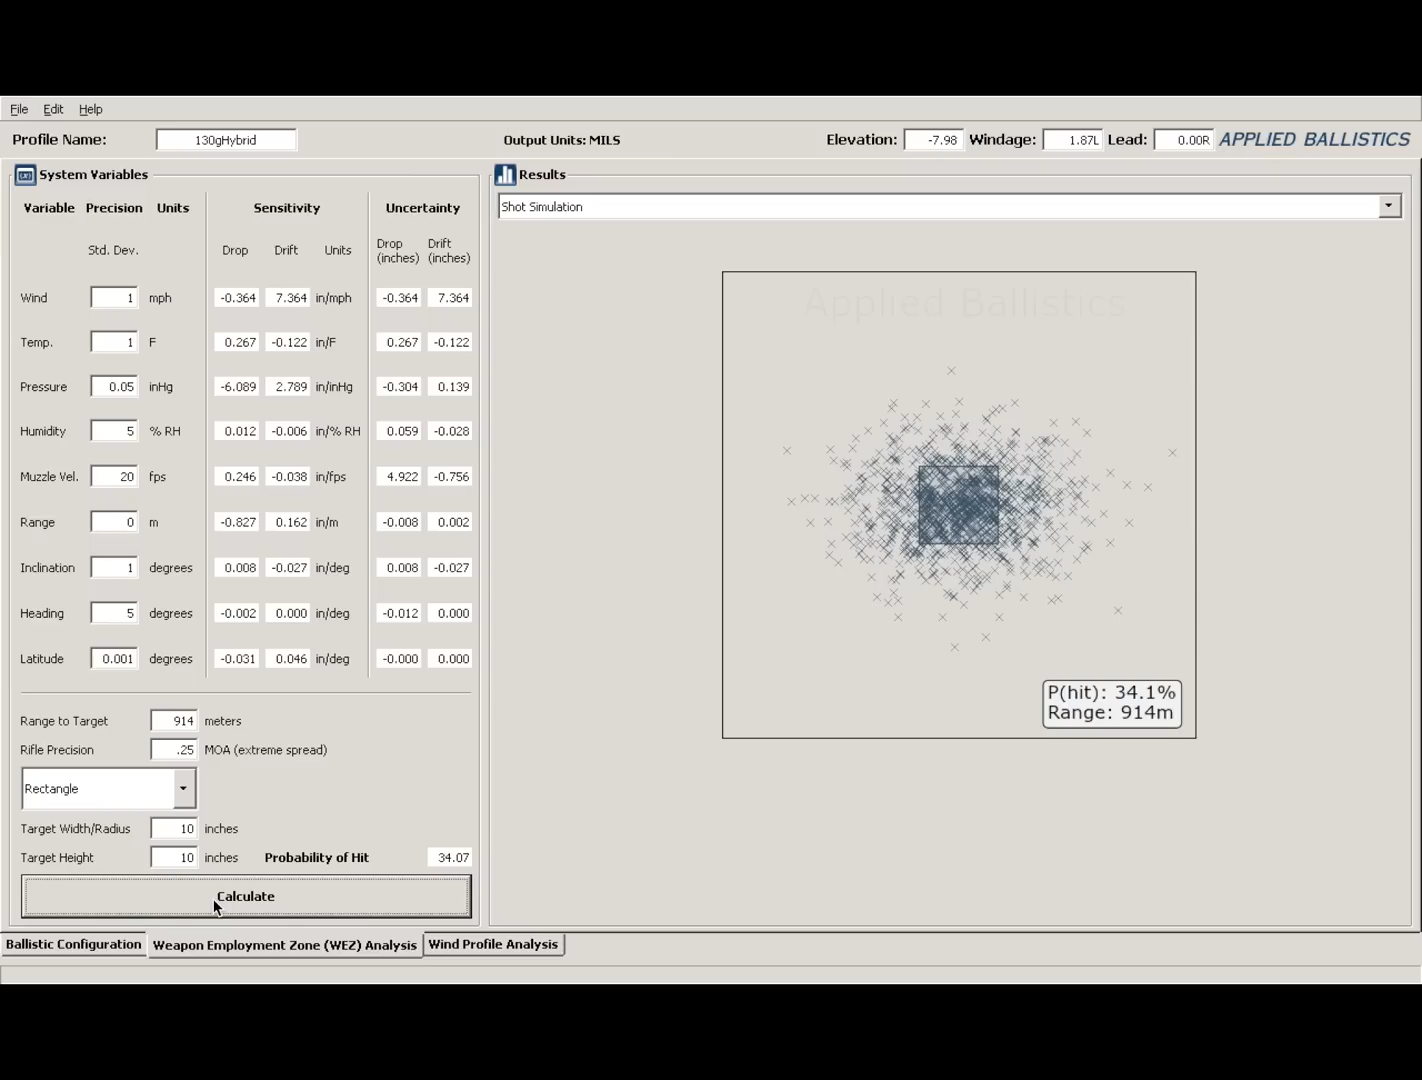 File Edit Help
Profile Name: 130gHybrid Output Units: MILS Elevation: -7.98 Windage: 1.87L Lead: 0.00R APPLIED BALLISTICS
System Variables
Variable Precision Units Sensitivity Uncertainty
Std. Dev. Drop Drift Units Drop (inches) Drift (inches)
Wind 1 mph -0.364 7.364 in/mph -0.364 7.364
Temp. 1 F 0.267 -0.122 in/F 0.267 -0.122
Pressure 0.05 inHg -6.089 2.789 in/inHg -0.304 0.139
Humidity 5 % RH 0.012 -0.006 in/% RH 0.059 -0.028
Muzzle Vel. 20 fps 0.246 -0.038 in/fps 4.922 -0.756
Range 0 m -0.827 0.162 in/m -0.008 0.002
Inclination 1 degrees 0.008 -0.027 in/deg 0.008 -0.027
Heading 5 degrees -0.002 0.000 in/deg -0.012 0.000
Latitude 0.001 degrees -0.031 0.046 in/deg -0.000 0.000
Range to Target 914 meters
Rifle Precision .25 MOA (extreme spread)
Rectangle
Target Width/Radius 10 inches
Target Height 10 inches Probability of Hit 34.07
Calculate
Results
Shot Simulation
Applied Ballistics
P(hit): 34.1%
Range: 914m
Ballistic Configuration Weapon Employment Zone (WEZ) Analysis Wind Profile Analysis